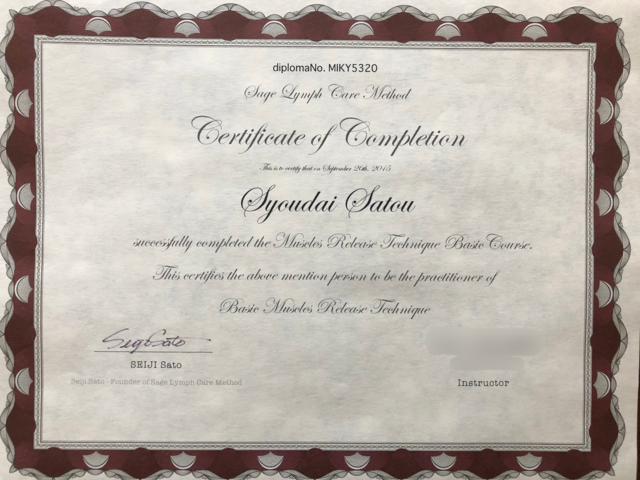 diplomaNo. MIKY5320
Sage Lymph Care Method
Certificate of Completion
This is to certify that on September 26th, 2015
Syoudai Satou
successfully completed the Muscles Release Technique Basic Course.
This certifies the above mention person to be the practitioner of
Basic Muscles Release Technique
SEIJI Sato
Seiji Sato - Founder of Sage Lymph Care Method
Instructor